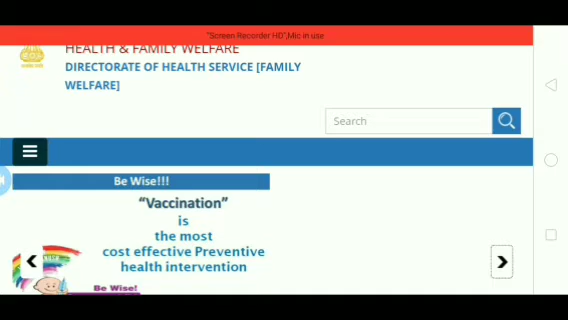 "Screen Recorder HD",Mic in use
HEALTH & FAMILY WELFARE
DIRECTORATE OF HEALTH SERVICE [FAMILY
WELFARE]
Search
Be Wise!!!
“Vaccination”
is
the most
cost effective Preventive
health intervention
Be Wise!